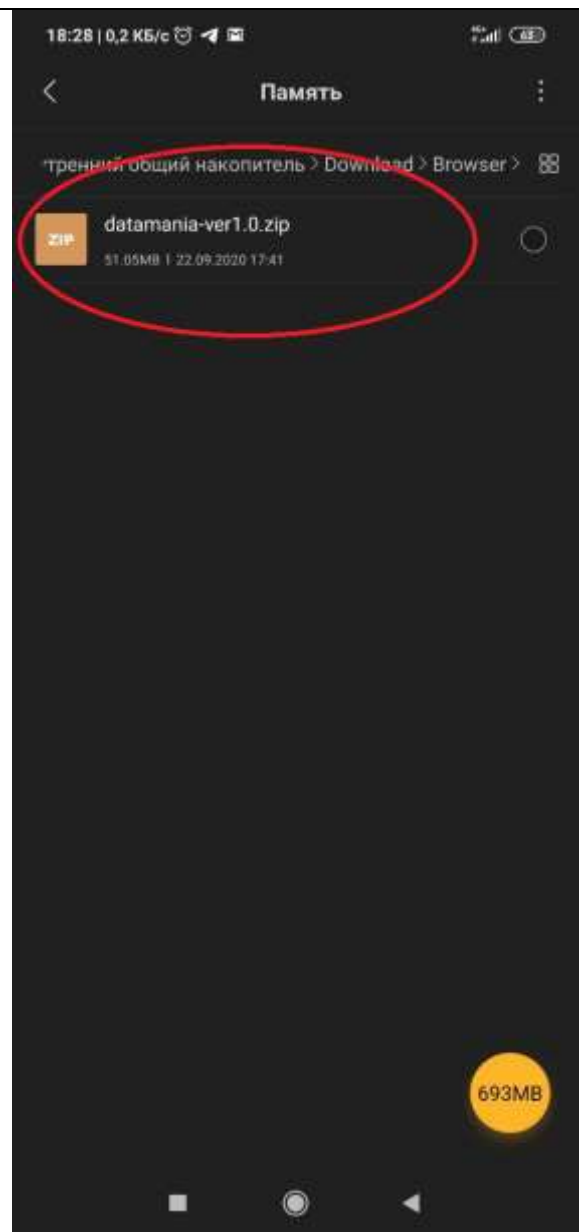 18:28 | 0,2 КБ/с
Память
тренний общий накопитель > Download > Browser >
ZIP
datamania-ver1.0.zip
51.05MB | 22.09.2020 17:41
693MB